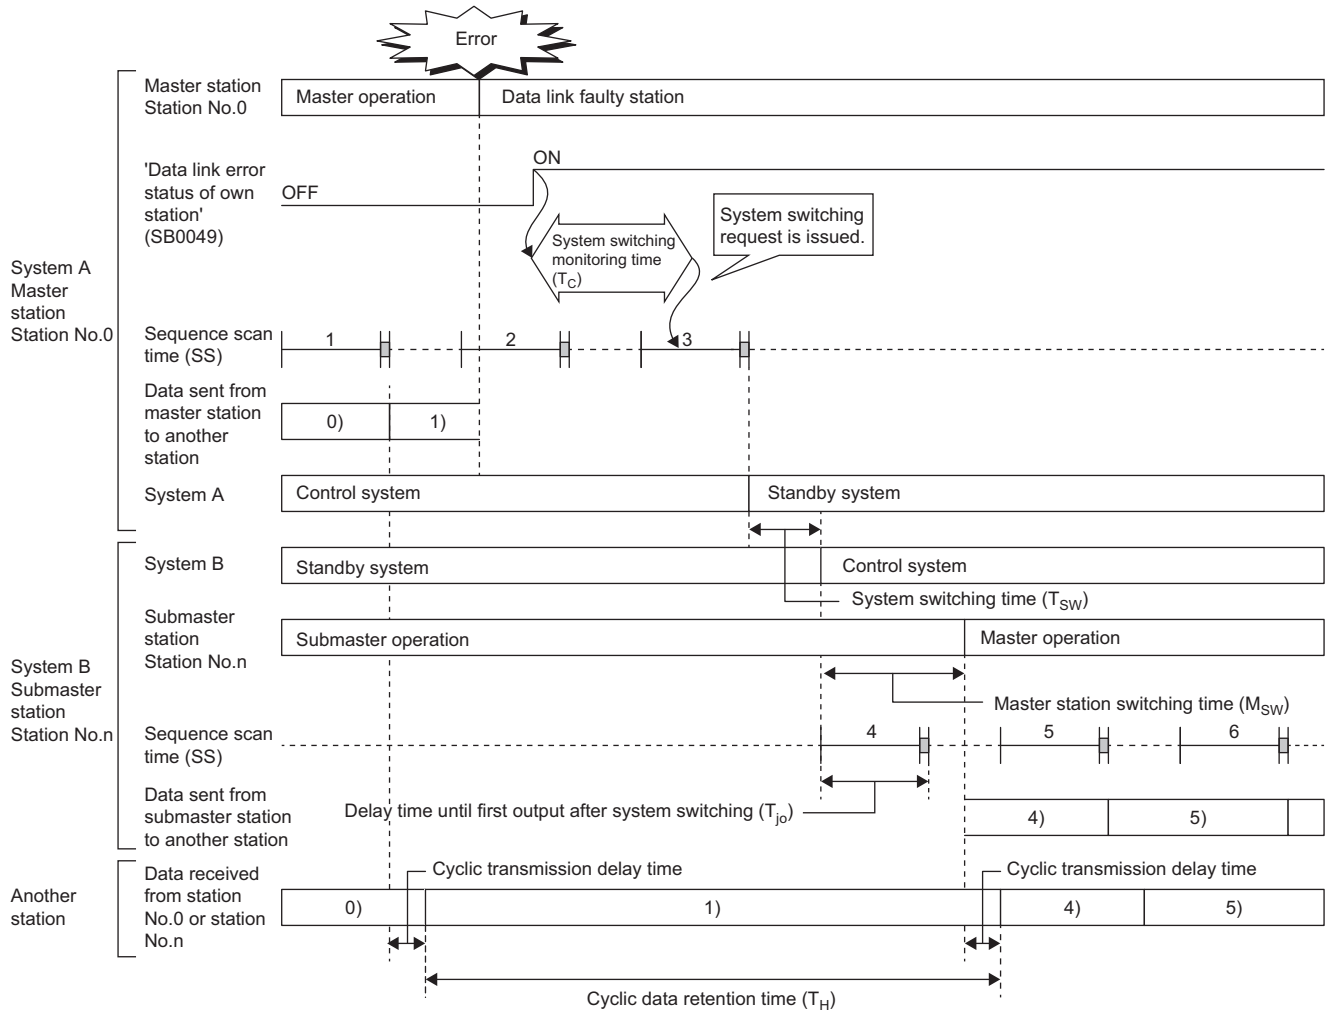 Error
Master station
Station No.0
Master operation
Data link faulty station
'Data link error
status of own
station'
(SB0049)
OFF
ON
System switching
monitoring time
(TC)
System switching
request is issued.
System A
Master
station
Station No.0
Sequence scan
time (SS)
1
2
3
Data sent from
master station
to another
station
0)
1)
System A
Control system
Standby system
System B
Standby system
Control system
System switching time (TSW)
Submaster
station
Station No.n
Submaster operation
Master operation
System B
Submaster
station
Station No.n
Master station switching time (MSW)
Sequence scan
time (SS)
4
5
6
Delay time until first output after system switching (Tjo)
Data sent from
submaster station
to another station
4)
5)
Another
station
Data received
from station
No.0 or station
No.n
Cyclic transmission delay time
Cyclic transmission delay time
0)
1)
4)
5)
Cyclic data retention time (TH)